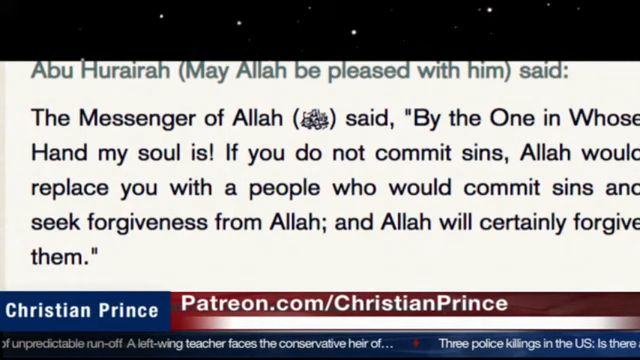 Abu Hurairah (May Allah be pleased with him) said:
The Messenger of Allah (ﷺ) said, "By the One in Whose
Hand my soul is! If you do not commit sins, Allah would
replace you with a people who would commit sins and
seek forgiveness from Allah; and Allah will certainly forgive
them."
Christian Prince
Patreon.com/ChristianPrince
of unpredictable run-off A left-wing teacher faces the conservative heir of… Three police killings in the US: Is there